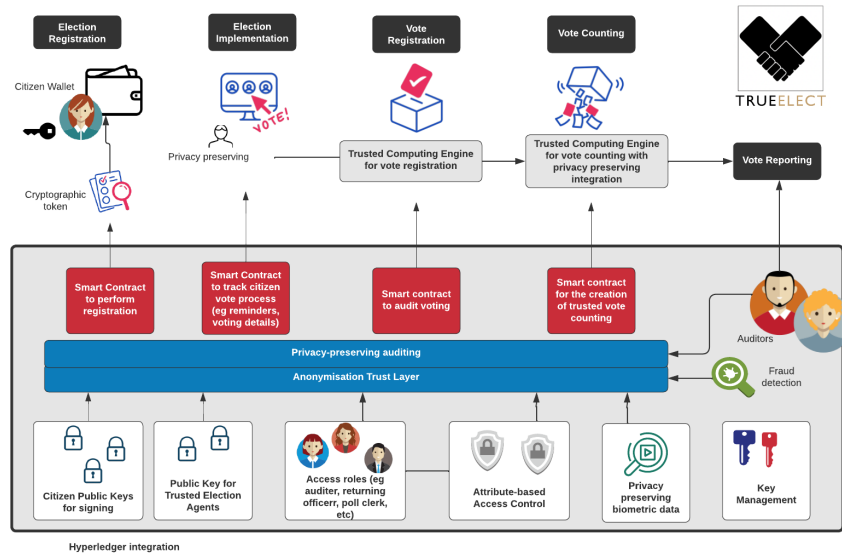 Election
Registration
Election
Implementation
Vote
Registration
Vote Counting
TRUEELECT
Citizen Wallet
VOTE!
Privacy preserving
Trusted Computing Engine
for vote registration
Trusted Computing Engine
for vote counting with
privacy preserving
integration
Vote Reporting
Cryptographic
token
Smart Contract
to perform
registration
Smart Contract
to track citizen
vote process
(eg reminders,
voting details)
Smart contract
to audit voting
Smart contract
for the creation
of trusted vote
counting
Auditors
Privacy-preserving auditing
Anonymisation Trust Layer
Fraud
detection
Citizen Public Keys
for signing
Public Key for
Trusted Election
Agents
Access roles (eg
auditer, returning
officerr, poll clerk,
etc)
Attribute-based
Access Control
Privacy
preserving
biometric data
Key
Management
Hyperledger integration